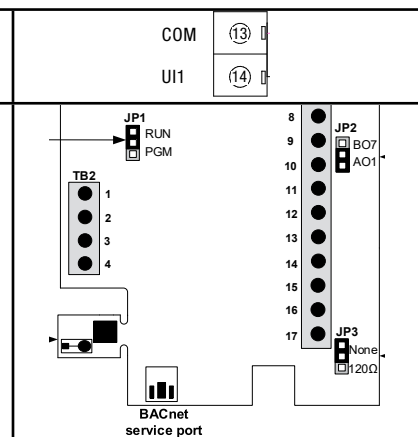 COM 13
UI1 14
JP1
RUN
PGM
TB2
1
2
3
4
8
9
10
11
12
13
14
15
16
17
JP2
BO7
AO1
JP3
None
120Ω
BACnet
service port